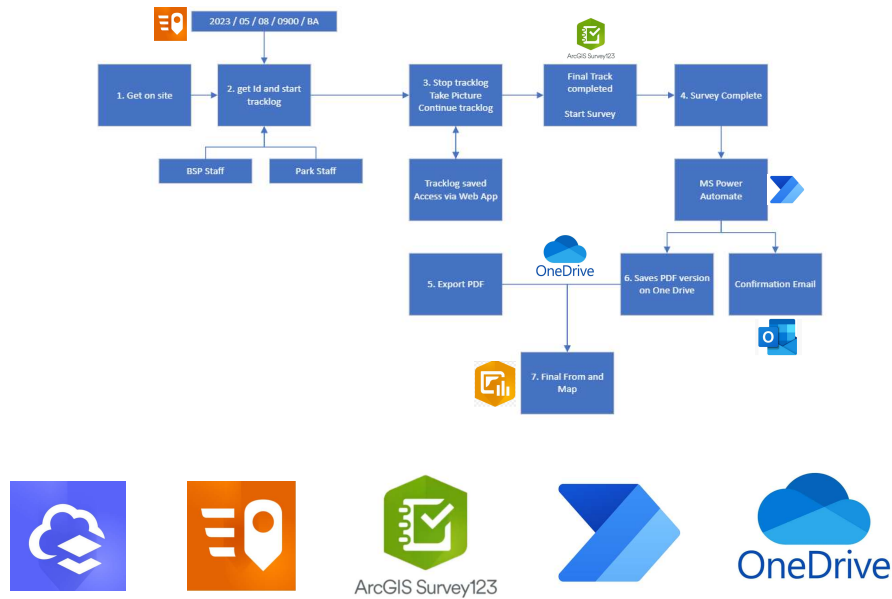 2023 / 05 / 08 / 0900 / BA
ArcGIS Survey123
1. Get on site
2. get Id and start
tracklog
3. Stop tracklog
Take Picture
Continue tracklog
Final Track
completed
Start Survey
4. Survey Complete
BSP Staff
Park Staff
Tracklog saved
Access via Web App
MS Power
Automate
OneDrive
5. Export PDF
6. Saves PDF version
on One Drive
Confirmation Email
O
7. Final From and
Map
ArcGIS Survey123
OneDrive